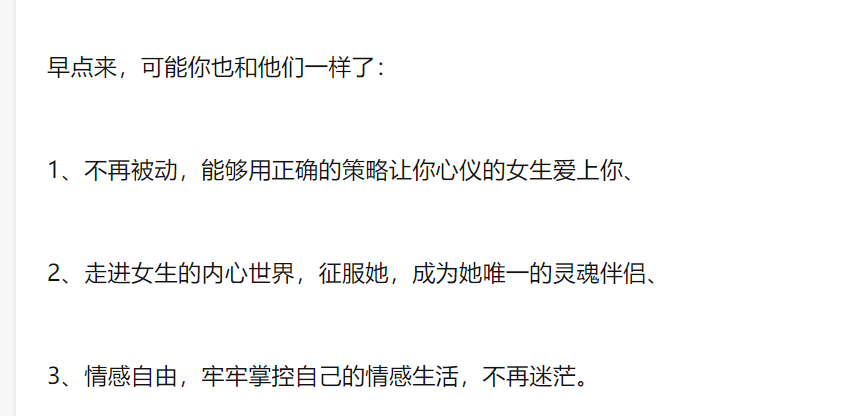 早点来，可能你也和他们一样了：
1、不再被动，能够用正确的策略让你心仪的女生爱上你、
2、走进女生的内心世界，征服她，成为她唯一的灵魂伴侣、
3、情感自由，牢牢掌控自己的情感生活，不再迷茫。